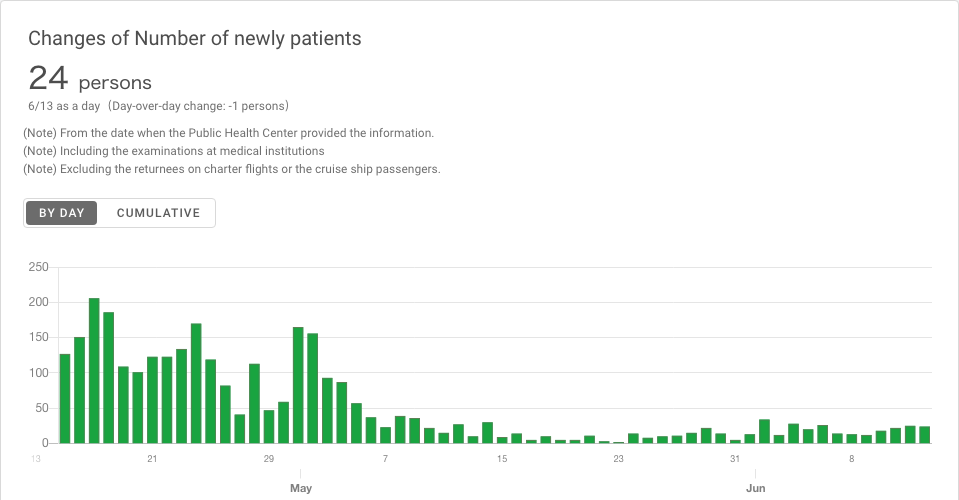 Changes of Number of newly patients
24 persons
6/13 as a day（Day-over-day change: -1 persons）
(Note) From the date when the Public Health Center provided the information.
(Note) Including the examinations at medical institutions
(Note) Excluding the returnees on charter flights or the cruise ship passengers.
BY DAY CUMULATIVE
250
200
150
100
50
0
13 21 29 7 15 23 31 8
May Jun